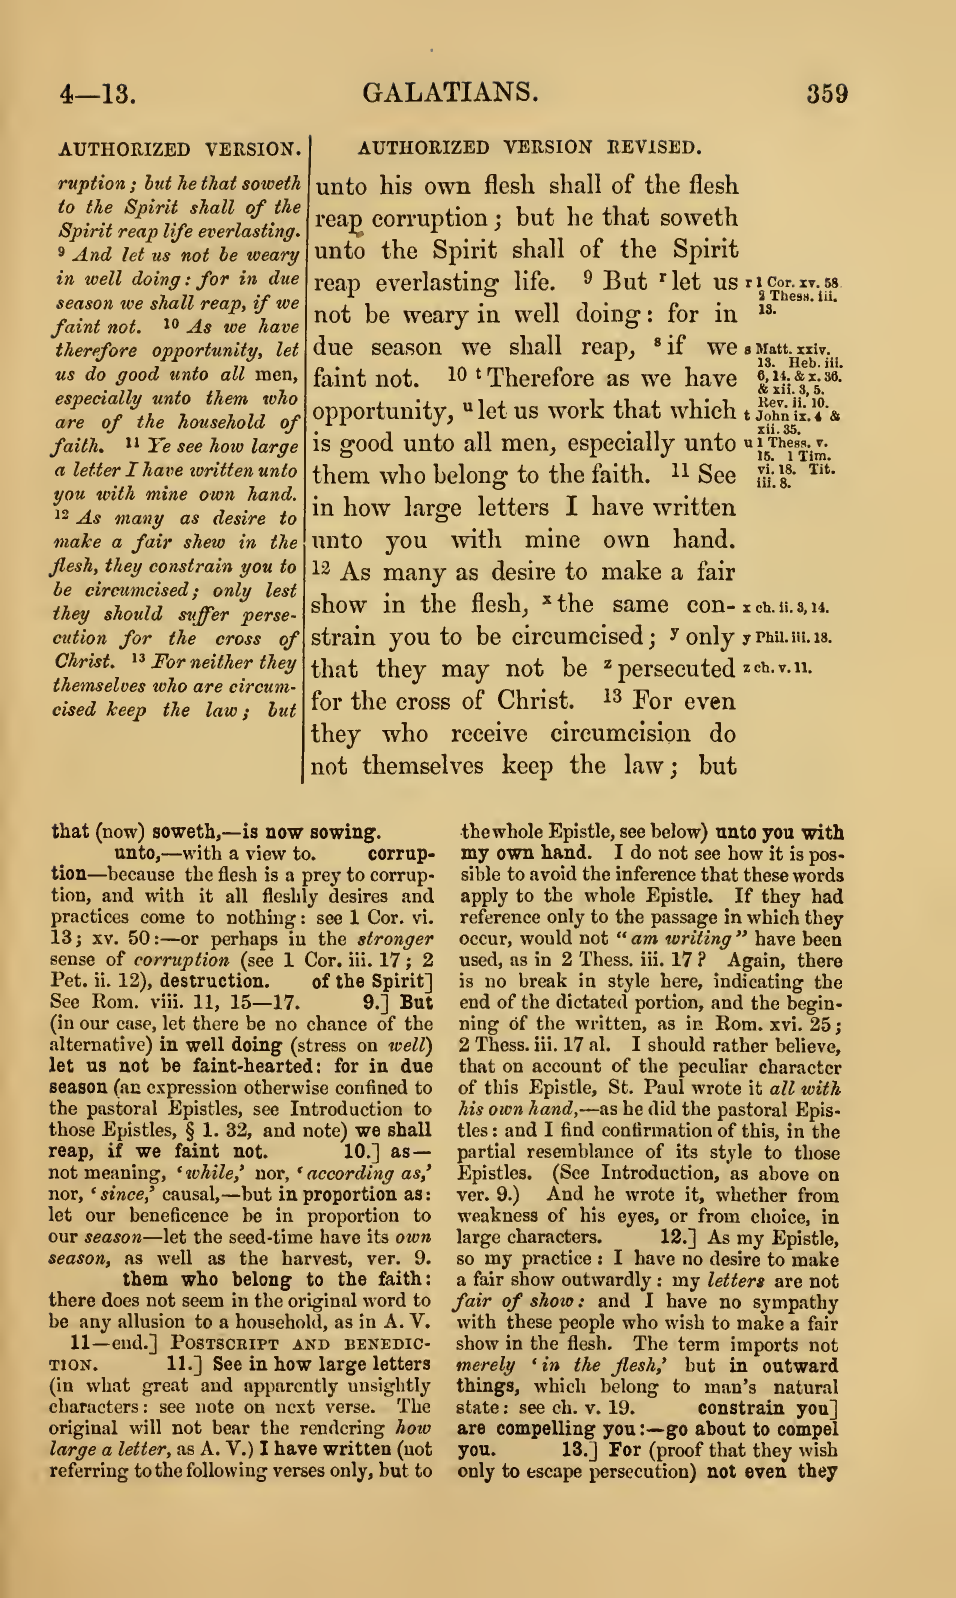 4—13.
GALATIANS.
359
AUTHORIZED VERSION.
ruption; but he that soweth
to the Spirit shall of the
Spirit reap life everlasting.
9 And let us not be weary
in well doing: for in due
season we shall reap, if we
faint not. 10 As we have
therefore opportunity, let
us do good unto all men,
especially unto them who
are of the household of
faith. 11 Ye see how large
a letter I have written unto
you with mine own hand.
12 As many as desire to
make a fair shew in the
flesh, they constrain you to
be circumcised; only lest
they should suffer perse-
cution for the cross of
Christ. 13 For neither they
themselves who are circum-
cised keep the law; but
AUTHORIZED VERSION REVISED.
unto his own flesh shall of the flesh
reap corruption; but he that soweth
unto the Spirit shall of the Spirit
reap everlasting life. 9 But r let us
not be weary in well doing: for in
due season we shall reap, s if we
faint not. 10 t Therefore as we have
opportunity, u let us work that which
is good unto all men, especially unto
them who belong to the faith. 11 See
in how large letters I have written
unto you with mine own hand.
12 As many as desire to make a fair
show in the flesh, x the same con-
strain you to be circumcised; y only
that they may not be z persecuted
for the cross of Christ. 13 For even
they who receive circumcision do
not themselves keep the law; but
r 1 Cor. xv. 58.
2 Thess. iii.
13.
s Matt. xxiv.
13. Heb. iii.
6, 14. & x. 36.
& xii. 3, 5.
Rev. ii. 10.
t John ix. 4 &
xii. 35.
u 1 Thess. v.
15. 1 Tim.
vi. 18. Tit.
iii. 8.
x ch. ii. 3, 14.
y Phil. iii. 18.
z ch. v. 11.
that (now) soweth,—is now sowing.
unto,—with a view to. corrup-
tion—because the flesh is a prey to corrup-
tion, and with it all fleshly desires and
practices come to nothing: see 1 Cor. vi.
13; xv. 50:—or perhaps in the stronger
sense of corruption (see 1 Cor. iii. 17; 2
Pet. ii. 12), destruction. of the Spirit]
See Rom. viii. 11, 15—17. 9.] But
(in our case, let there be no chance of the
alternative) in well doing (stress on well)
let us not be faint-hearted: for in due
season (an expression otherwise confined to
the pastoral Epistles, see Introduction to
those Epistles, § 1. 32, and note) we shall
reap, if we faint not. 10.] as—
not meaning, 'while,' nor, 'according as,'
nor, 'since,' causal,—but in proportion as:
let our beneficence be in proportion to
our season—let the seed-time have its own
season, as well as the harvest, ver. 9.
them who belong to the faith:
there does not seem in the original word to
be any allusion to a household, as in A. V.
11—end.] POSTSCRIPT AND BENEDIC-
TION. 11.] See in how large letters
(in what great and apparently unsightly
characters: see note on next verse. The
original will not bear the rendering how
large a letter, as A. V.) I have written (not
referring to the following verses only, but to
the whole Epistle, see below) unto you with
my own hand. I do not see how it is pos-
sible to avoid the inference that these words
apply to the whole Epistle. If they had
reference only to the passage in which they
occur, would not "am writing" have been
used, as in 2 Thess. iii. 17? Again, there
is no break in style here, indicating the
end of the dictated portion, and the begin-
ning of the written, as in Rom. xvi. 25;
2 Thess. iii. 17 al. I should rather believe,
that on account of the peculiar character
of this Epistle, St. Paul wrote it all with
his own hand,—as he did the pastoral Epis-
tles: and I find confirmation of this, in the
partial resemblance of its style to those
Epistles. (See Introduction, as above on
ver. 9.) And he wrote it, whether from
weakness of his eyes, or from choice, in
large characters. 12.] As my Epistle,
so my practice: I have no desire to make
a fair show outwardly: my letters are not
fair of show: and I have no sympathy
with these people who wish to make a fair
show in the flesh. The term imports not
merely 'in the flesh,' but in outward
things, which belong to man's natural
state: see ch. v. 19. constrain you]
are compelling you:—go about to compel
you. 13.] For (proof that they wish
only to escape persecution) not even they